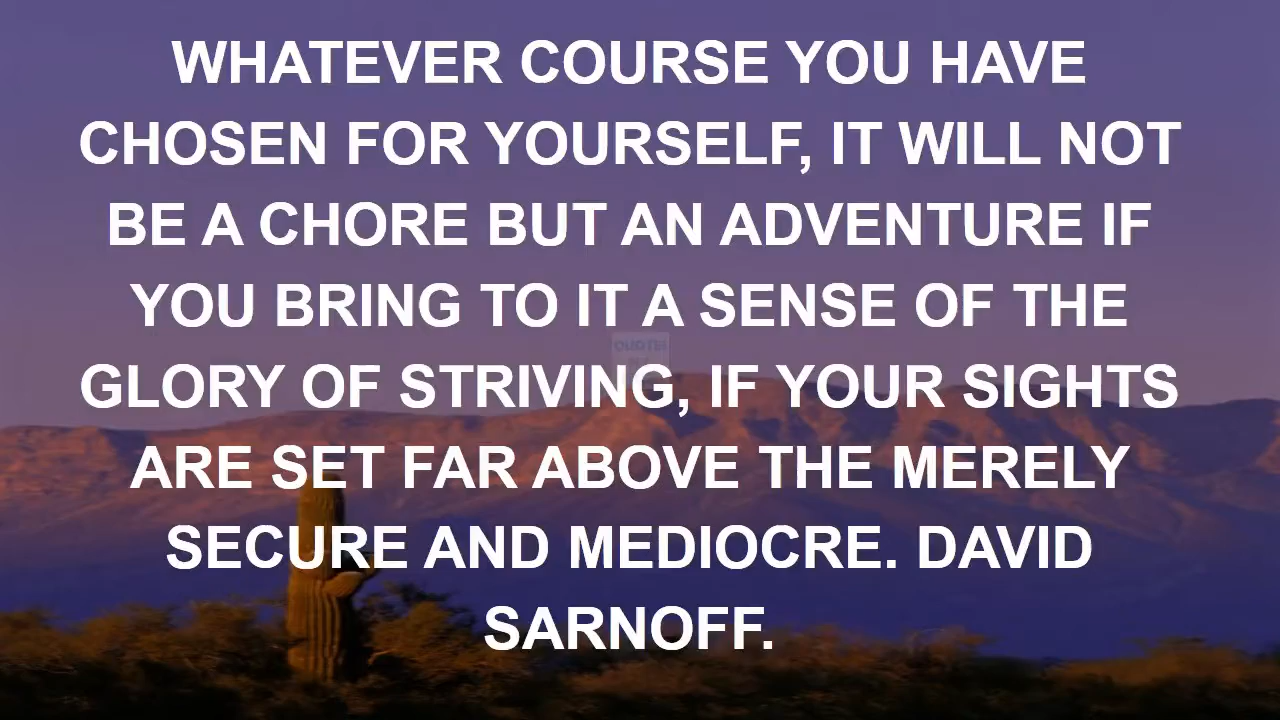 WHATEVER COURSE YOU HAVE
CHOSEN FOR YOURSELF, IT WILL NOT
BE A CHORE BUT AN ADVENTURE IF
YOU BRING TO IT A SENSE OF THE
GLORY OF STRIVING, IF YOUR SIGHTS
ARE SET FAR ABOVE THE MERELY
SECURE AND MEDIOCRE. DAVID
SARNOFF.